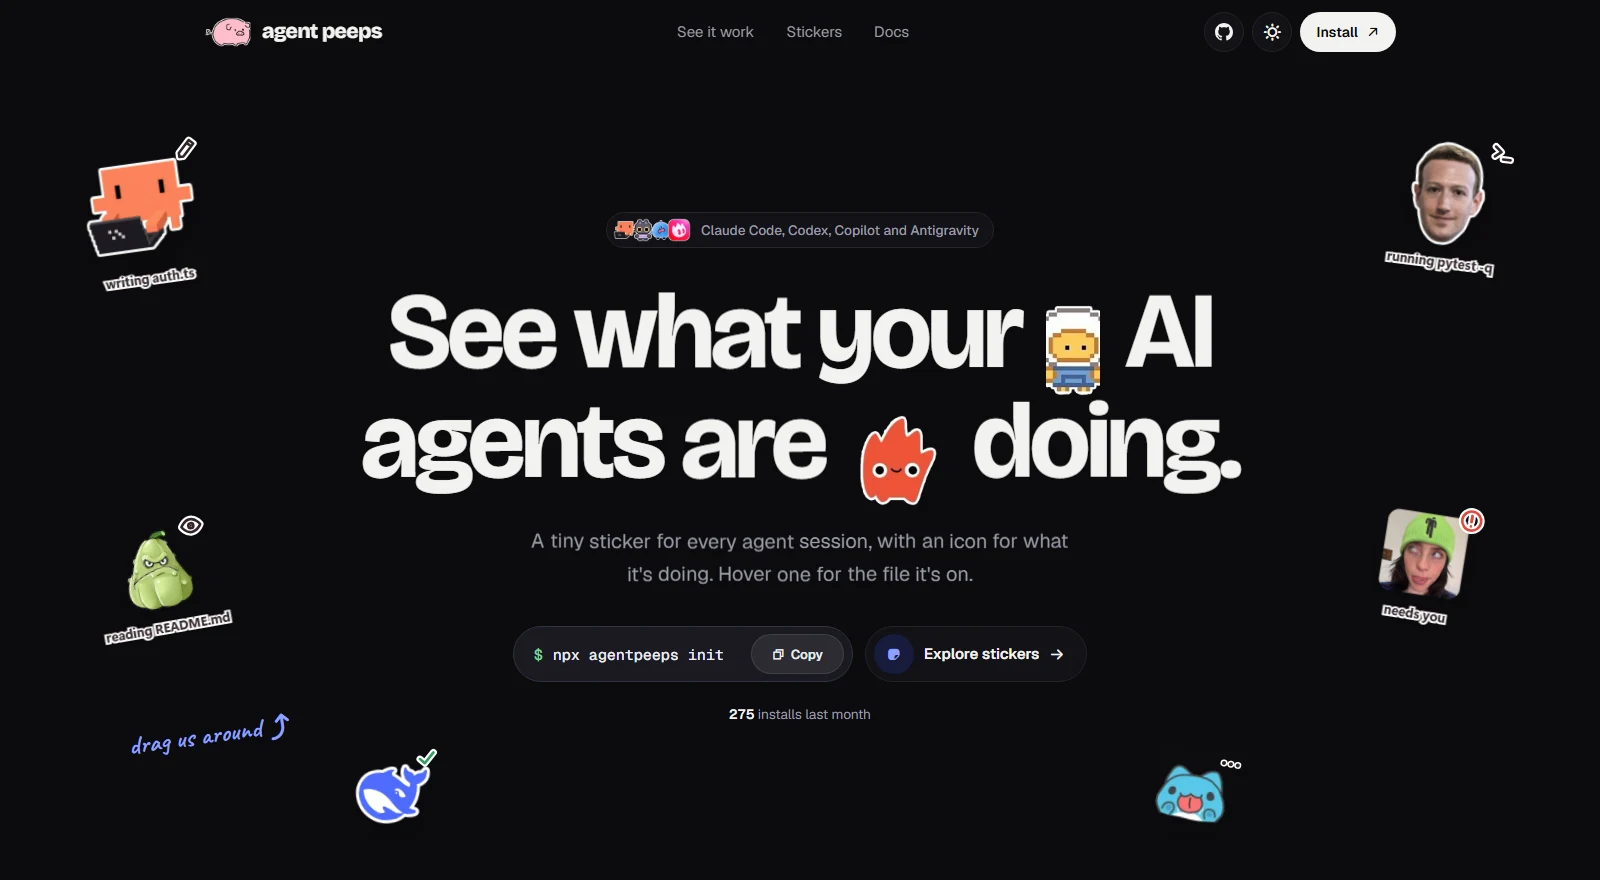 agent peeps
See it work
Stickers
Docs
Install
writing auth.ts
running pytest -q
Claude Code, Codex, Copilot and Antigravity
See what your AI
agents are doing.
A tiny sticker for every agent session, with an icon for what
it's doing. Hover one for the file it's on.
reading README.md
needs you
$ npx agentpeeps init
Copy
Explore stickers
275 installs last month
drag us around